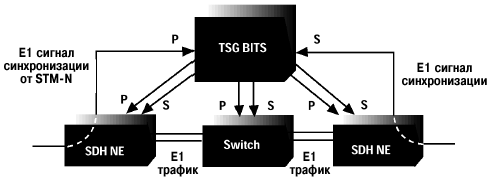 E1 сигнал
синхронизации
от STM-N
P
TSG BITS
S
E1 сигнал
синхронизации
P
S
P
S
P
S
SDH NE
Switch
SDH NE
E1
трафик
E1
трафик